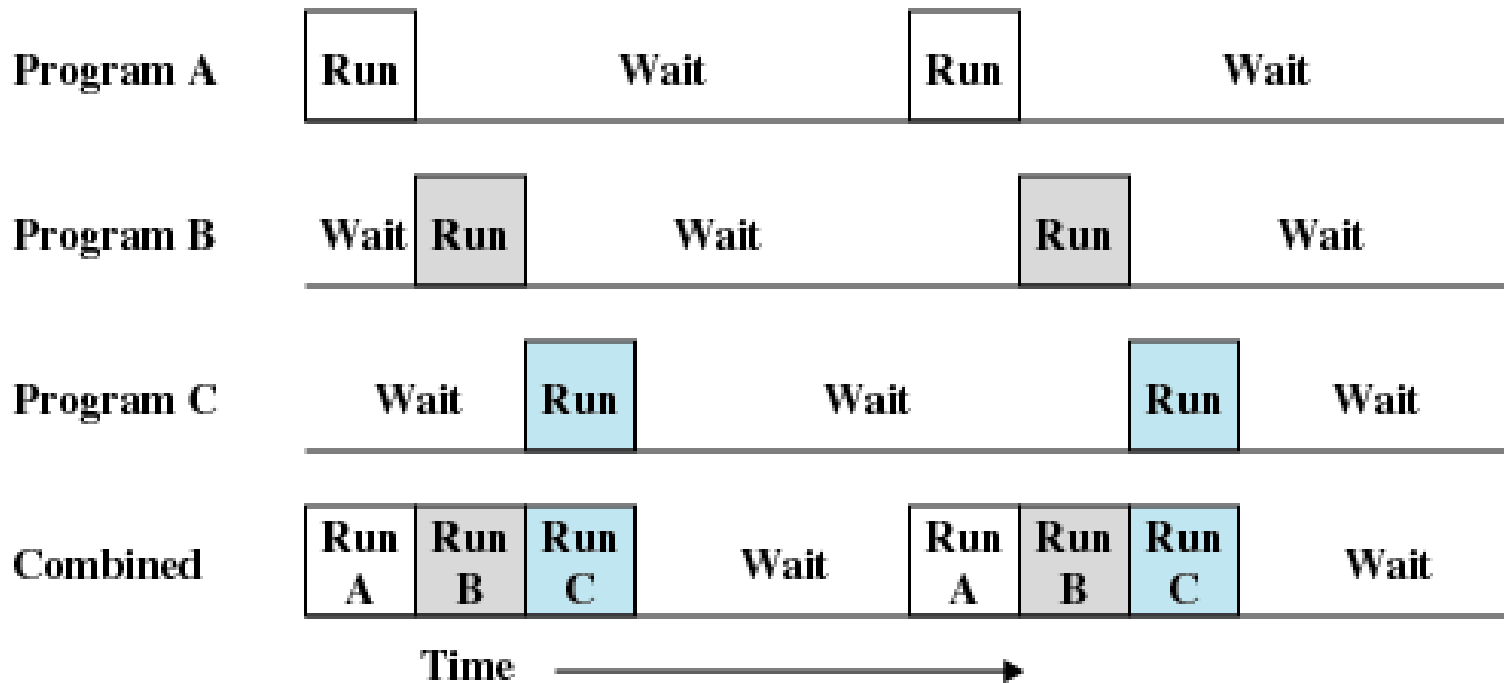 Program A Run Wait Run Wait
Program B Wait Run Wait Run Wait
Program C Wait Run Wait Run Wait
Combined Run A Run B Run C Wait Run A Run B Run C Wait
Time